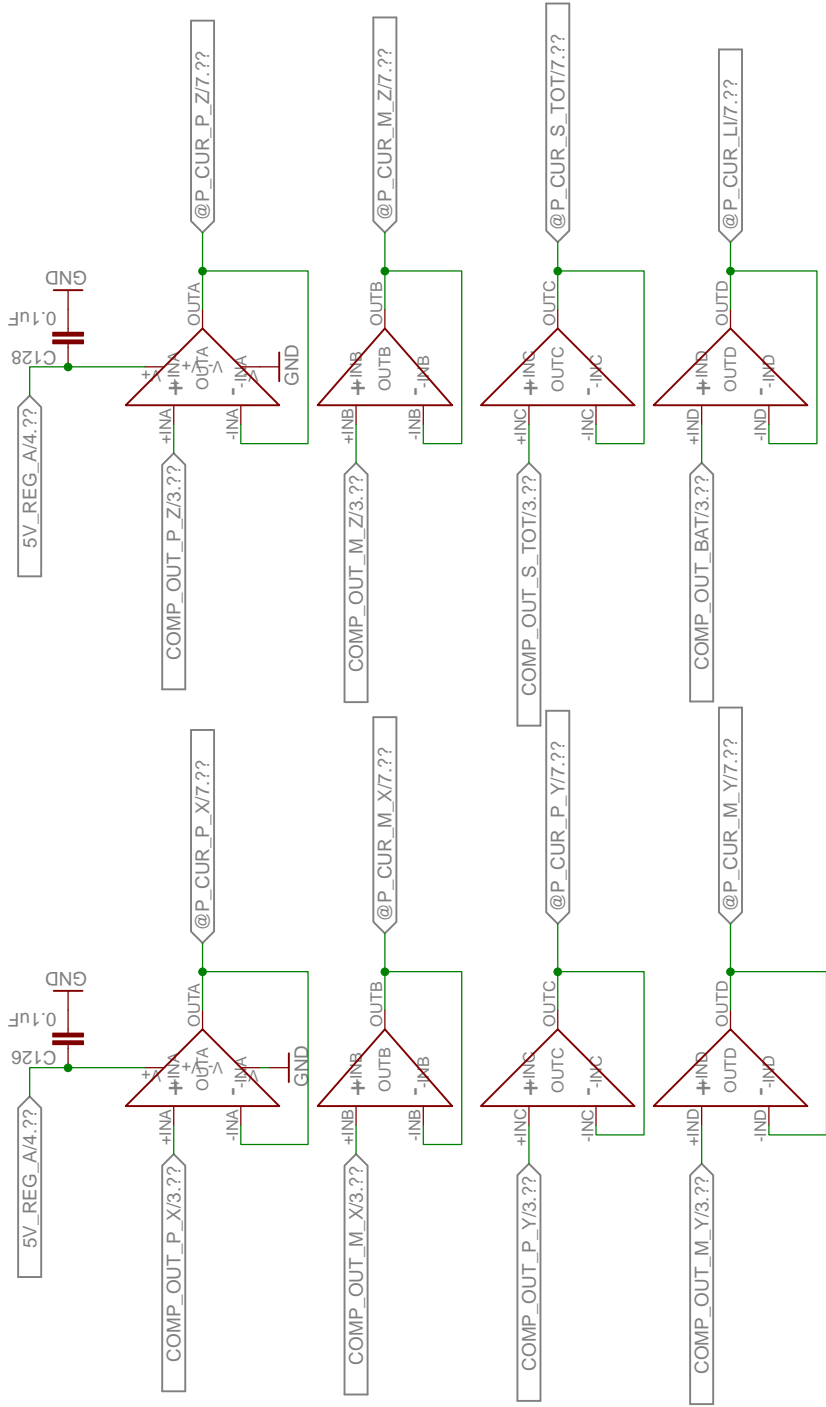 5V_REG_A/4.??
C126
0.1uF
GND
COMP_OUT_P_X/3.??
+INA
-INA
V+
+INA
+
OUTA
-
-INA
GND
OUTA
@P_CUR_P_X/7.??
COMP_OUT_M_X/3.??
+INB
-INB
+INB
+
OUTB
-
-INB
OUTB
@P_CUR_M_X/7.??
COMP_OUT_P_Y/3.??
+INC
-INC
+INC
+
OUTC
-
-INC
OUTC
@P_CUR_P_Y/7.??
COMP_OUT_M_Y/3.??
+IND
-IND
+IND
+
OUTD
-
-IND
OUTD
@P_CUR_M_Y/7.??
5V_REG_A/4.??
C128
0.1uF
GND
COMP_OUT_P_Z/3.??
+INA
-INA
V+
+INA
+
OUTA
-
-INA
GND
OUTA
@P_CUR_P_Z/7.??
COMP_OUT_M_Z/3.??
+INB
-INB
+INB
+
OUTB
-
-INB
OUTB
@P_CUR_M_Z/7.??
COMP_OUT_S_TOT/3.??
+INC
-INC
+INC
+
OUTC
-
-INC
OUTC
@P_CUR_S_TOT/7.??
COMP_OUT_BAT/3.??
+IND
-IND
+IND
+
OUTD
-
-IND
OUTD
@P_CUR_LI/7.??